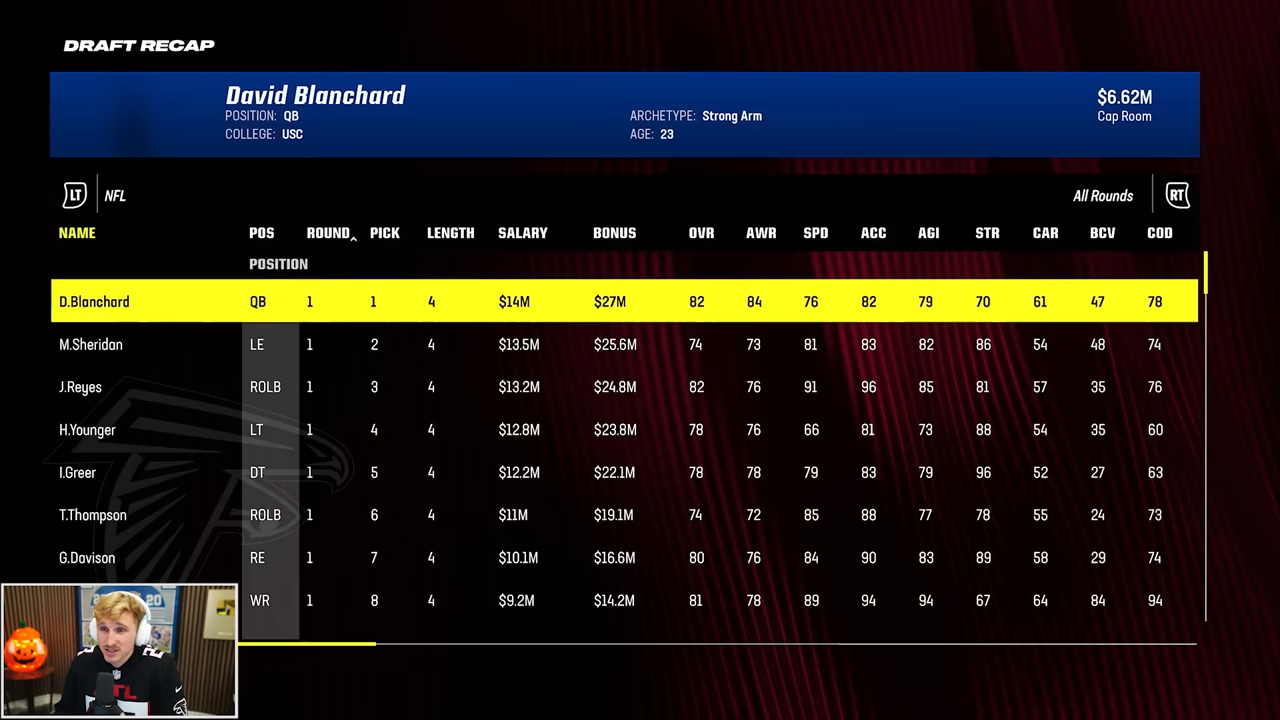 DRAFT RECAP
David Blanchard
POSITION: QB
COLLEGE: USC
ARCHETYPE: Strong Arm
AGE: 23
$6.62M
Cap Room
LT NFL All Rounds RT
NAME POS ROUND PICK LENGTH SALARY BONUS OVR AWR SPD ACC AGI STR CAR BCV COD
POSITION
D.Blanchard QB 1 1 4 $14M $27M 82 84 76 82 79 70 61 47 78
M.Sheridan LE 1 2 4 $13.5M $25.6M 74 73 81 83 82 86 54 48 74
J.Reyes ROLB 1 3 4 $13.2M $24.8M 82 76 91 96 85 81 57 35 76
H.Younger LT 1 4 4 $12.8M $23.8M 78 76 66 81 73 88 54 35 60
I.Greer DT 1 5 4 $12.2M $22.1M 78 78 79 83 79 96 52 27 63
T.Thompson ROLB 1 6 4 $11M $19.1M 74 72 85 88 77 78 55 24 73
G.Davison RE 1 7 4 $10.1M $16.6M 80 76 84 90 83 89 58 29 74
WR 1 8 4 $9.2M $14.2M 81 78 89 94 94 67 64 84 94